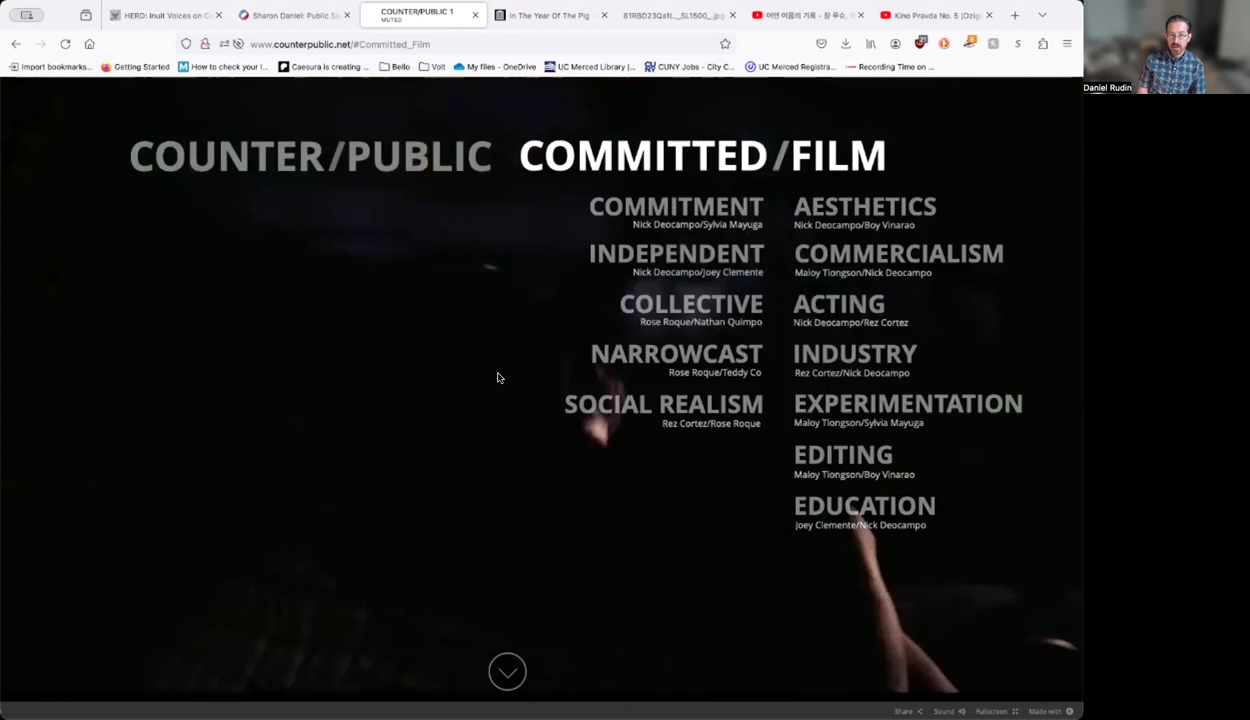 HERD: Inuit Voices on C
Sharon Daniel: Public Se
COUNTER/PUBLIC 1
MUTED
In The Year Of The Pig -
81RBD23Qa1L._SL1500_.jpg
어떤 여름의 기록 - 장 루슈,
Kino Pravda No. 5 (Dzig
www.counterpublic.net/#Committed_Film
Import bookmarks...
Getting Started
How to check your I...
Caesura is creating ...
Bello
Volt
My files - OneDrive
UC Merced Library |...
CUNY Jobs - City C...
UC Merced Registra...
Recording Time on ...
Daniel Rudin
COUNTER/PUBLIC
COMMITTED/FILM
COMMITMENT
Nick Deocampo/Sylvia Mayuga
INDEPENDENT
Nick Deocampo/Joey Clemente
COLLECTIVE
Rose Roque/Nathan Quimpo
NARROWCAST
Rose Roque/Teddy Co
SOCIAL REALISM
Rez Cortez/Rose Roque
AESTHETICS
Nick Deocampo/Boy Vinarao
COMMERCIALISM
Maloy Tiongson/Nick Deocampo
ACTING
Nick Deocampo/Rez Cortez
INDUSTRY
Rez Cortez/Nick Deocampo
EXPERIMENTATION
Maloy Tiongson/Sylvia Mayuga
EDITING
Maloy Tiongson/Boy Vinarao
EDUCATION
Joey Clemente/Nick Deocampo
Share
Sound
Fullscreen
Made with